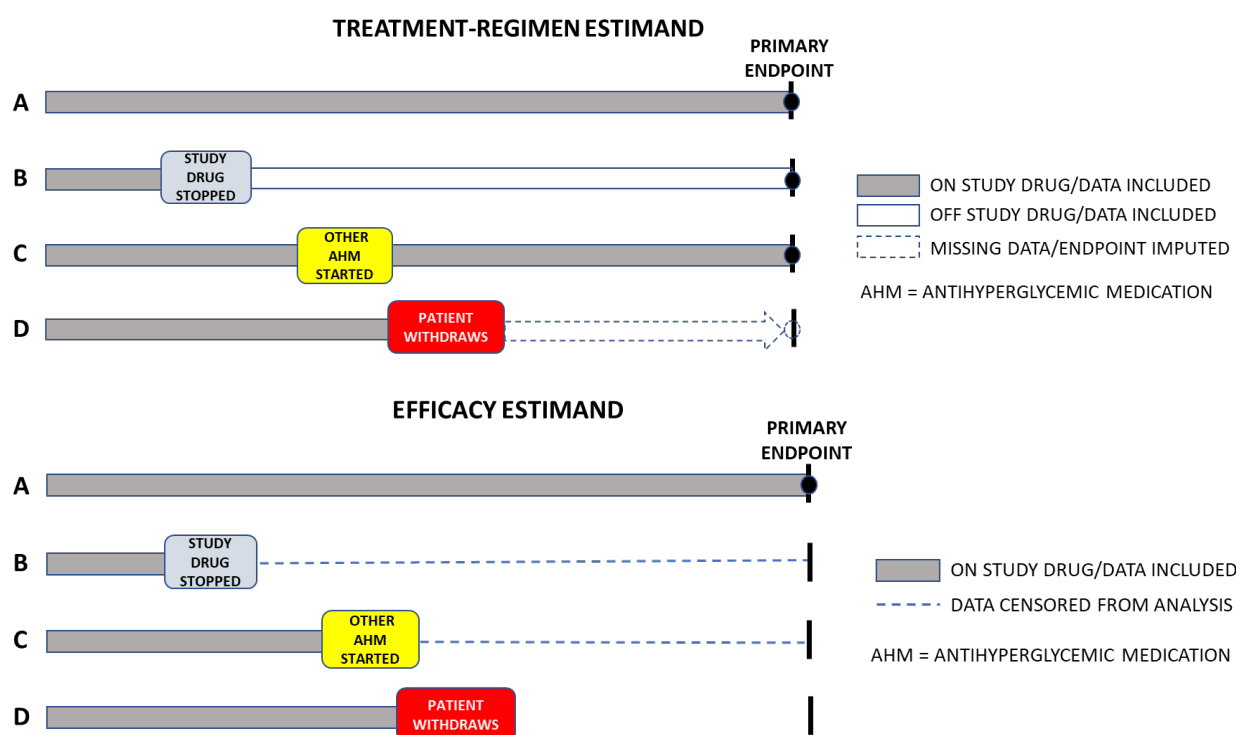 TREATMENT-REGIMEN ESTIMAND
PRIMARY
ENDPOINT
A
B
STUDY
DRUG
STOPPED
C
OTHER
AHM
STARTED
D
PATIENT
WITHDRAWS
ON STUDY DRUG/DATA INCLUDED
OFF STUDY DRUG/DATA INCLUDED
MISSING DATA/ENDPOINT IMPUTED
AHM = ANTIHYPERGLYCEMIC MEDICATION
EFFICACY ESTIMAND
PRIMARY
ENDPOINT
A
B
STUDY
DRUG
STOPPED
C
OTHER
AHM
STARTED
D
PATIENT
WITHDRAWS
ON STUDY DRUG/DATA INCLUDED
DATA CENSORED FROM ANALYSIS
AHM = ANTIHYPERGLYCEMIC MEDICATION